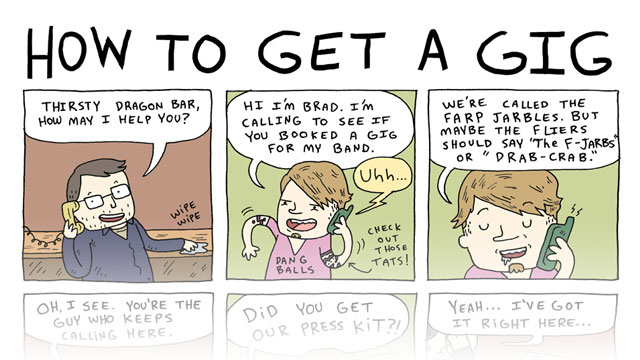 HOW TO GET A GIG
THIRSTY DRAGON BAR,
HOW MAY I HELP YOU?
WIPE
WIPE
HI I'M BRAD. I'M
CALLING TO SEE IF
YOU BOOKED A GIG
FOR MY BAND.
Uhh...
DANG
BALLS
CHECK
OUT
THOSE
TATS!
WE'RE CALLED THE
FARP JARBLES. BUT
MAYBE THE FLIERS
SHOULD SAY "The F-JARBS"
OR "DRAB-CRAB."
OH, I SEE. YOU'RE THE
GUY WHO KEEPS
CALLING HERE.
DID YOU GET
OUR PRESS KIT?!
YEAH... I'VE GOT
IT RIGHT HERE...